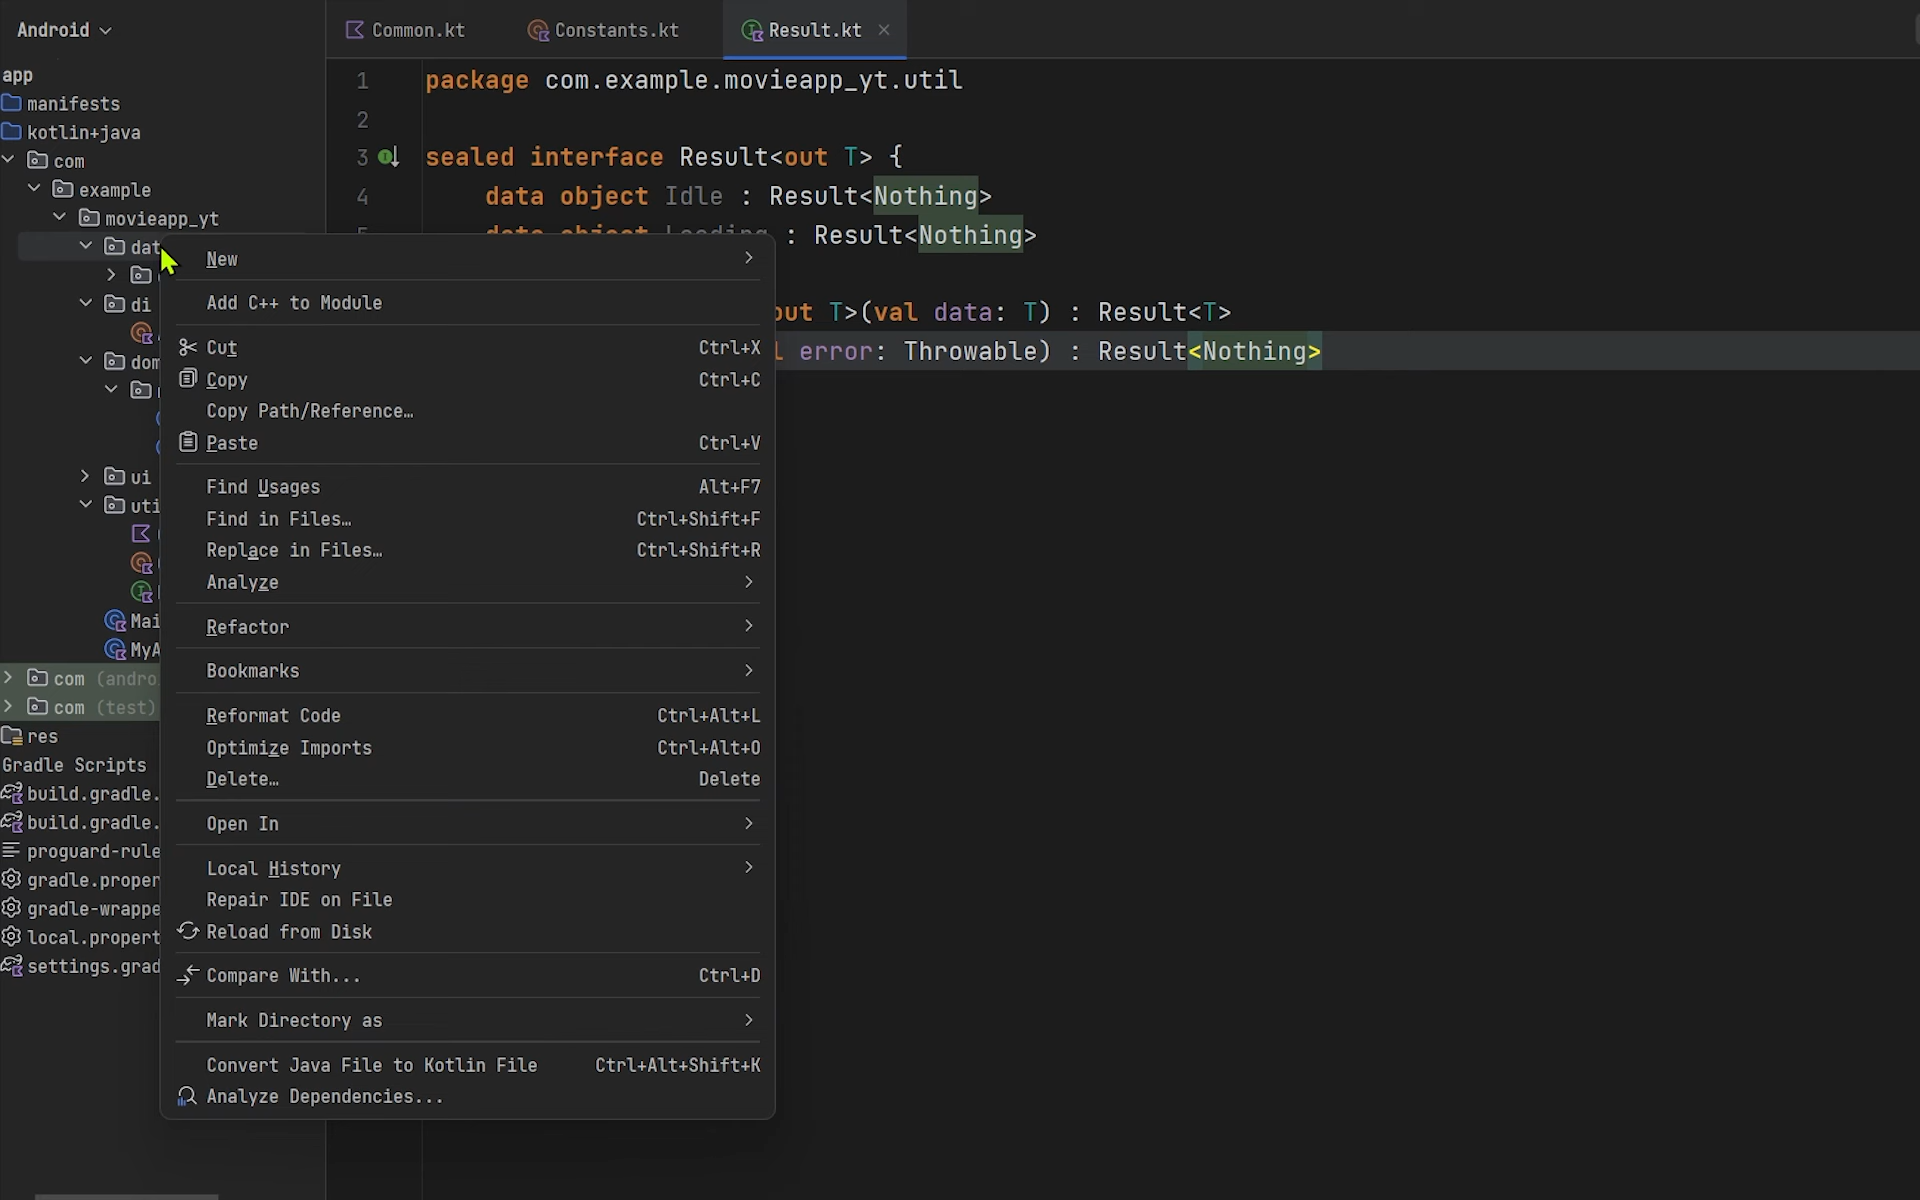 Android
Common.kt
Constants.kt
Result.kt
app
manifests
kotlin+java
com
example
movieapp_yt
di
ui
com
com (test)
res
Gradle Scripts
build.gradle.
build.gradle.
proguard-rule
gradle.proper
gradle-wrappe
local.propert
settings.grad
1 package com.example.movieapp_yt.util
2
3 sealed interface Result<out T> {
4 data object Idle : Result<Nothing>
: Result<Nothing>
out T>(val data: T) : Result<T>
error: Throwable) : Result<Nothing>
New
Add C++ to Module
Cut Ctrl+X
Copy Ctrl+C
Copy Path/Reference…
Paste Ctrl+V
Find Usages Alt+F7
Find in Files… Ctrl+Shift+F
Replace in Files… Ctrl+Shift+R
Analyze
Refactor
Bookmarks
Reformat Code Ctrl+Alt+L
Optimize Imports Ctrl+Alt+O
Delete… Delete
Open In
Local History
Repair IDE on File
Reload from Disk
Compare With... Ctrl+D
Mark Directory as
Convert Java File to Kotlin File Ctrl+Alt+Shift+K
Analyze Dependencies...